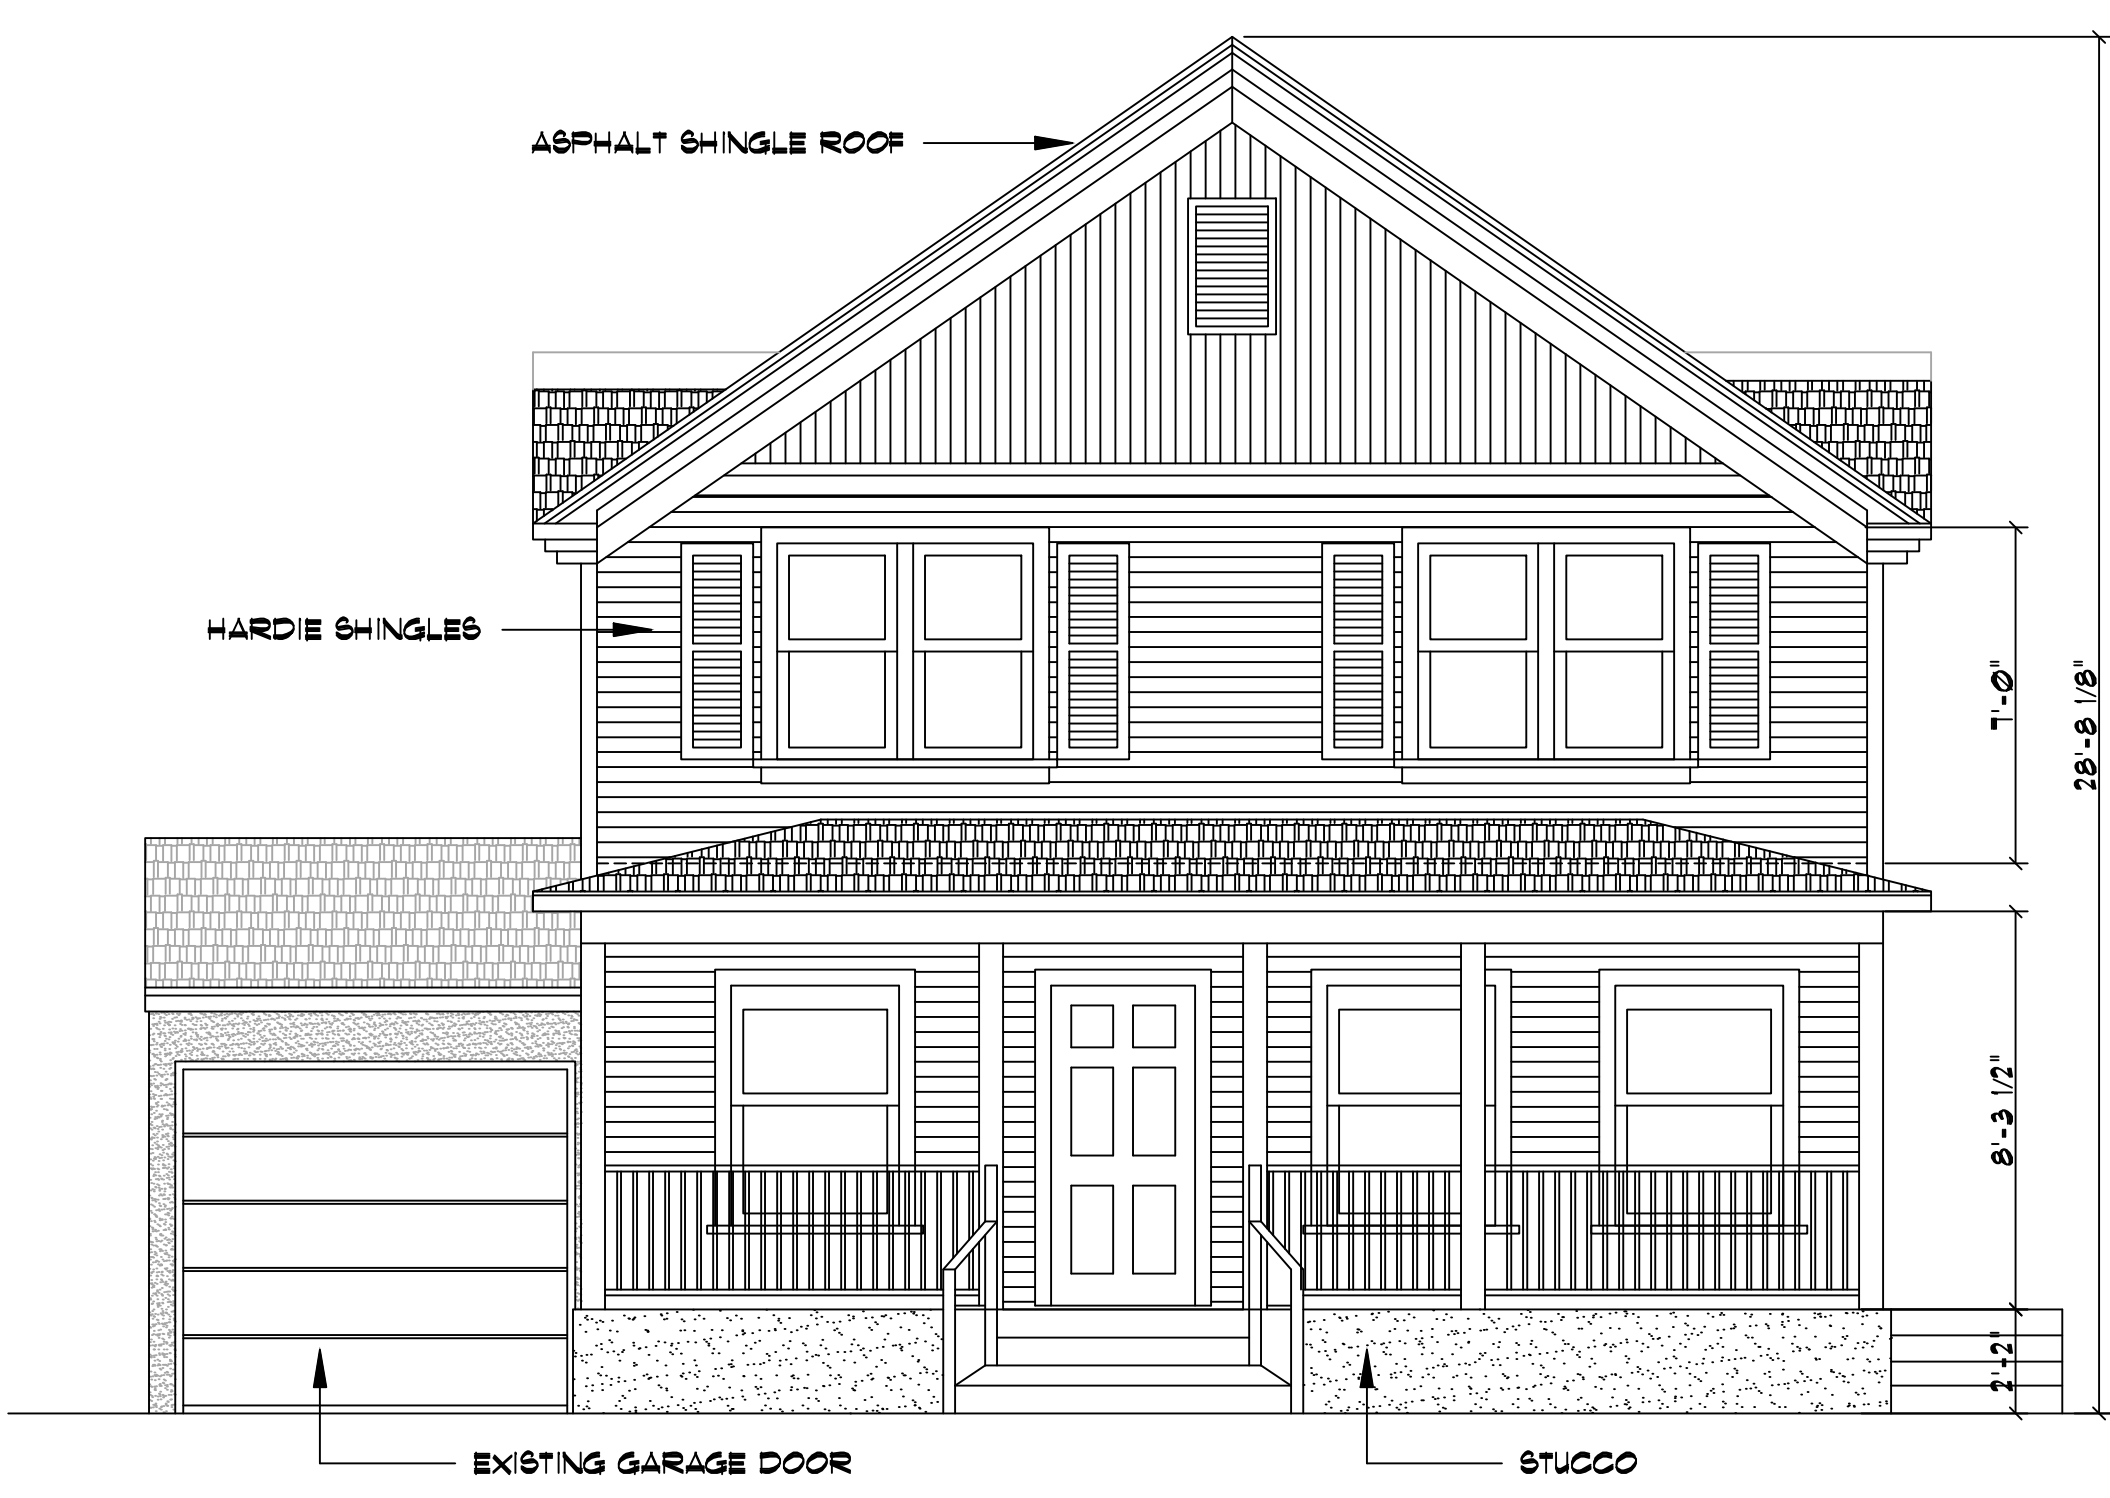 ASPHALT SHINGLE ROOF
HARDIE SHINGLES
7'-0"
28'-8 1/8"
8'-3 1/2"
2'-2"
EXISTING GARAGE DOOR
STUCCO